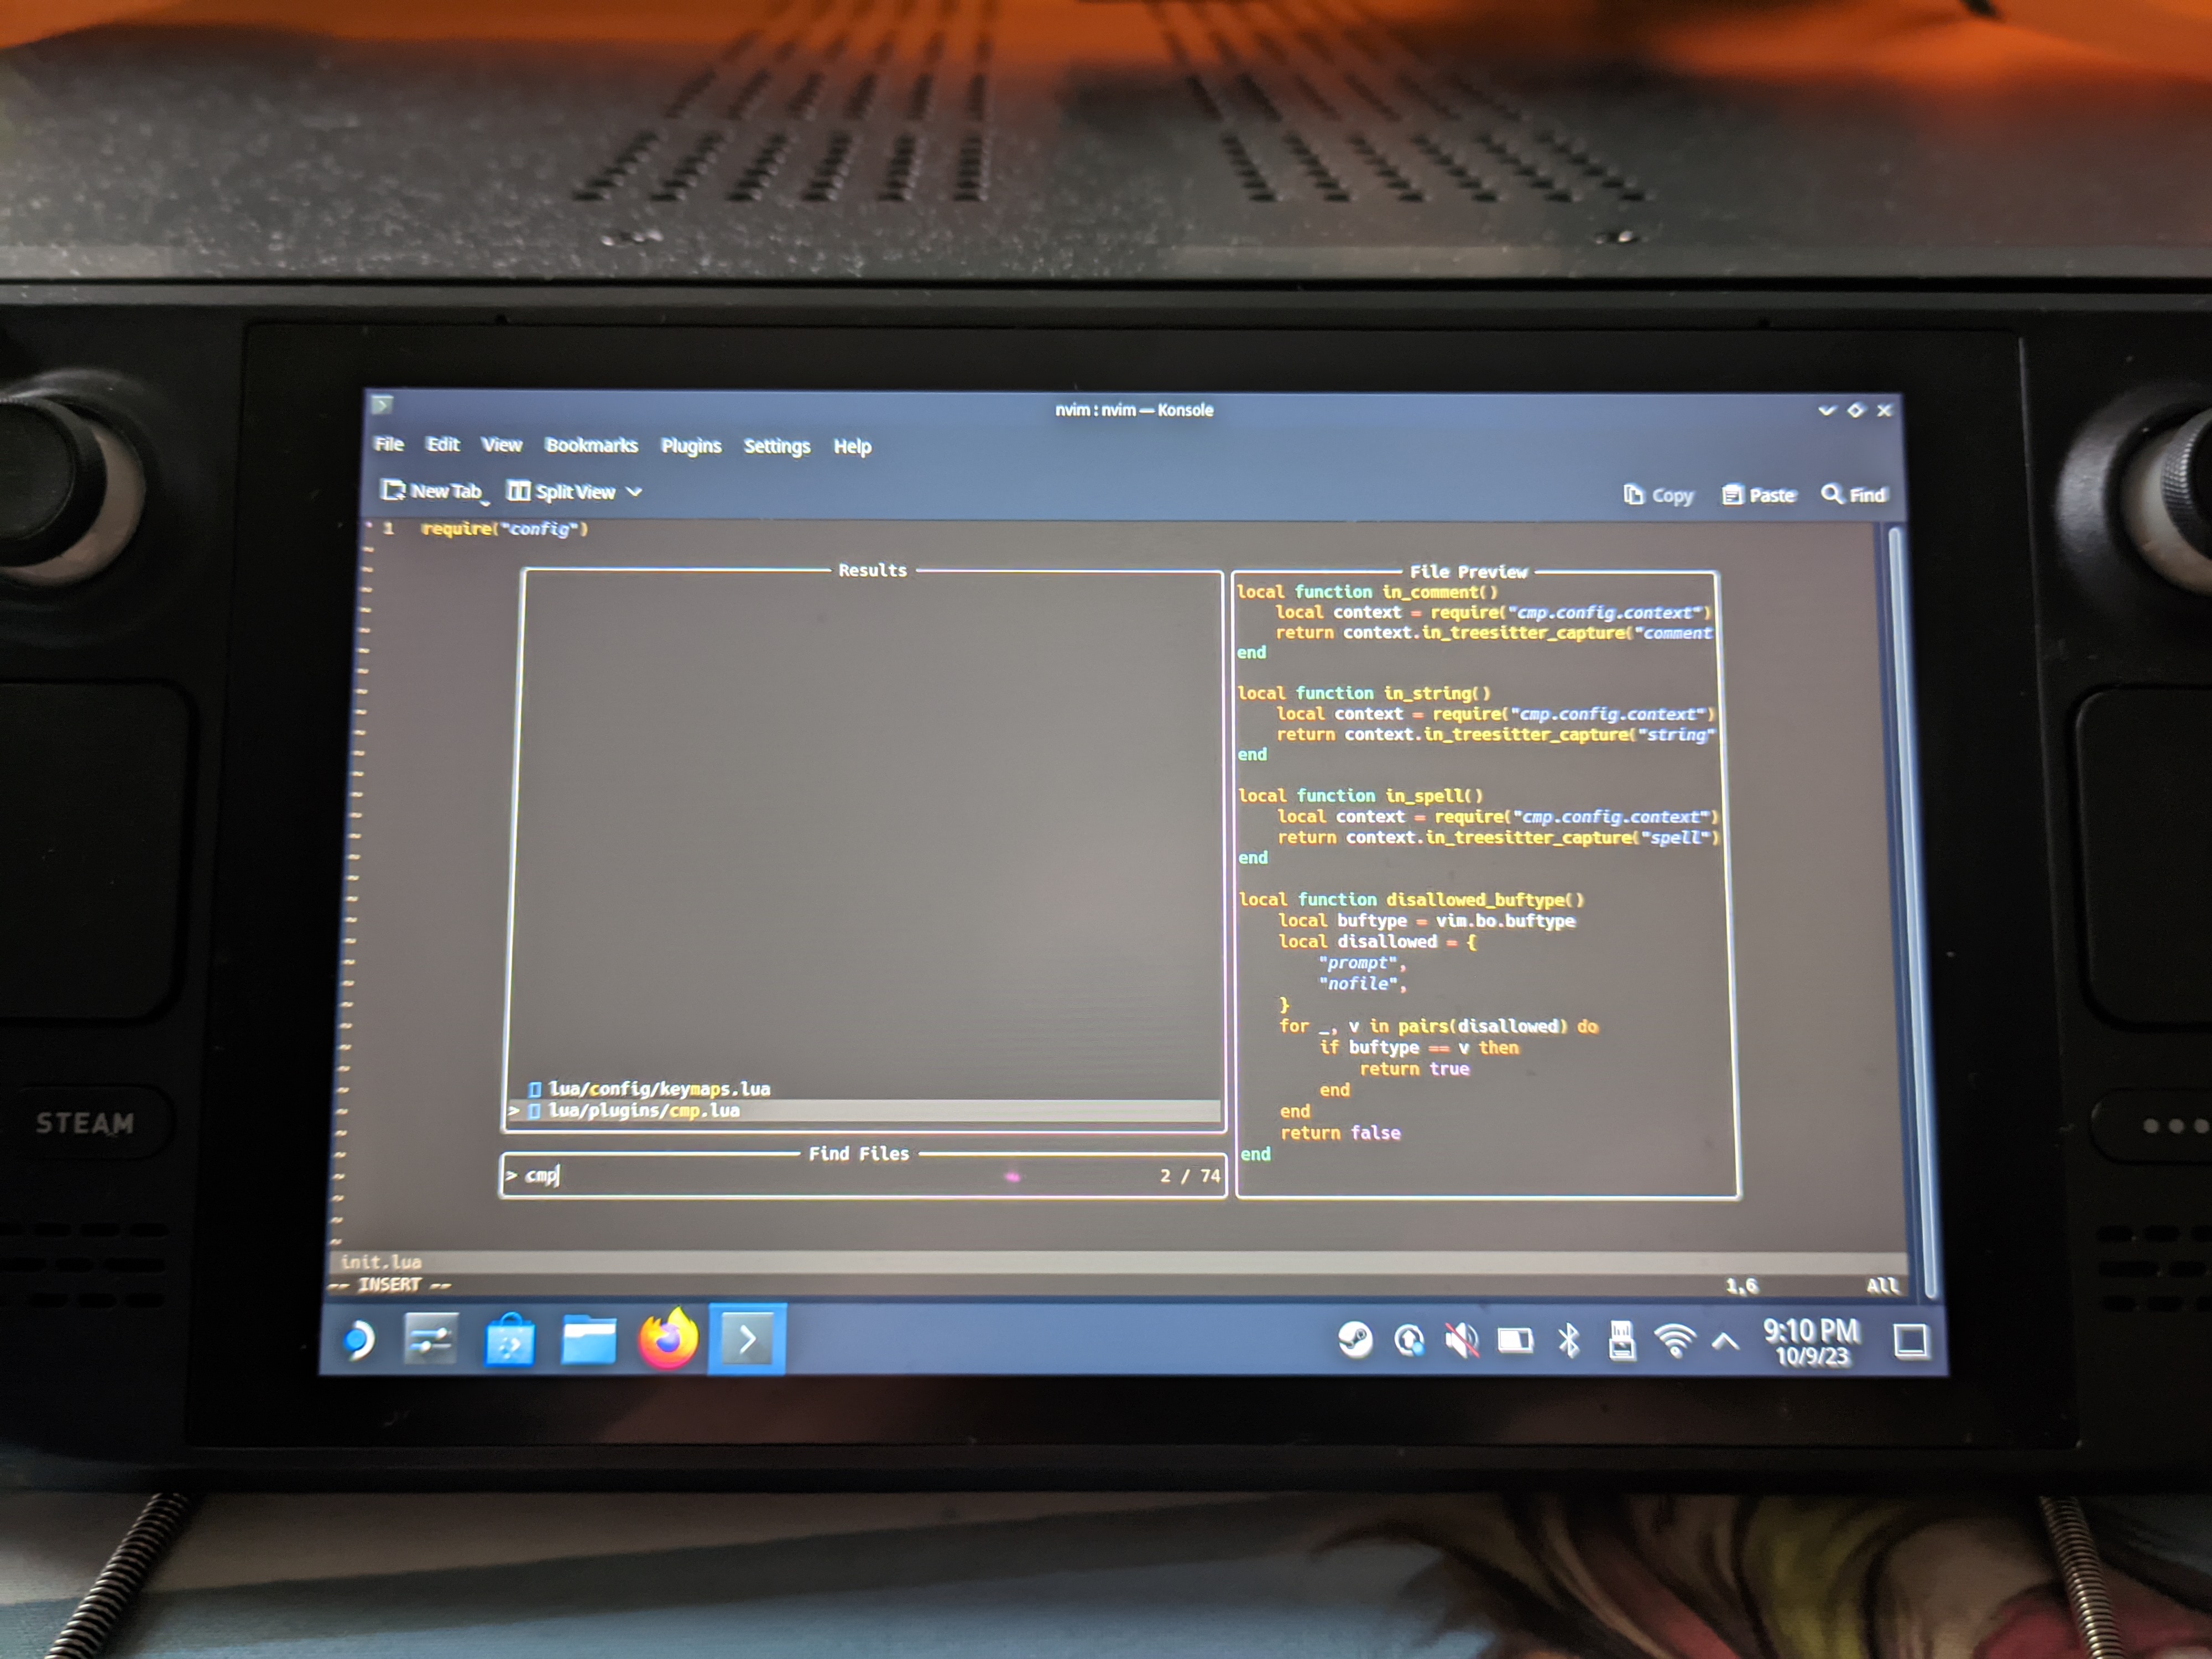 nvim : nvim — Konsole
File Edit View Bookmarks Plugins Settings Help
New Tab Split View Copy Paste Find
1 require("config")
Results
lua/config/keymaps.lua
> lua/plugins/cmp.lua
Find Files
> cmp 2 / 74
File Preview
local function in_comment()
    local context = require("cmp.config.context")
    return context.in_treesitter_capture("comment
end
local function in_string()
    local context = require("cmp.config.context")
    return context.in_treesitter_capture("string"
end
local function in_spell()
    local context = require("cmp.config.context")
    return context.in_treesitter_capture("spell")
end
local function disallowed_buftype()
    local buftype = vim.bo.buftype
    local disallowed = {
        "prompt",
        "nofile",
    }
    for _, v in pairs(disallowed) do
        if buftype == v then
            return true
        end
    end
    return false
end
init.lua
-- INSERT -- 1,6 All
9:10 PM
10/9/23
STEAM